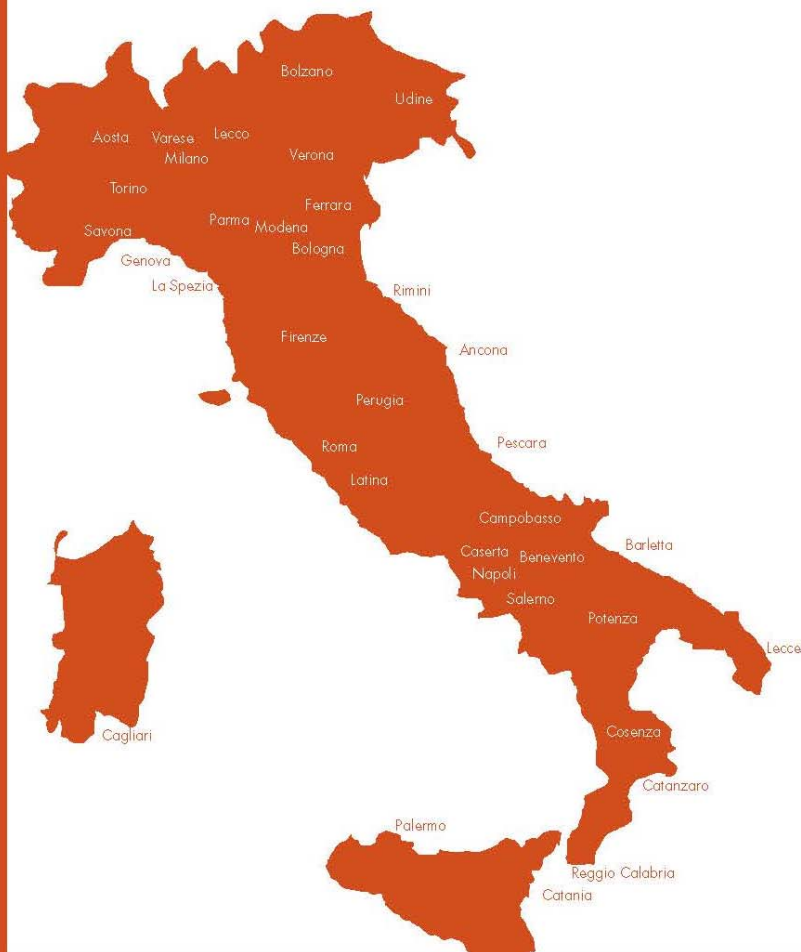 Bolzano
Udine
Aosta
Varese
Lecco
Milano
Verona
Torino
Ferrara
Parma
Modena
Savona
Bologna
Genova
La Spezia
Rimini
Firenze
Ancona
Perugia
Roma
Pescara
Latina
Campobasso
Barletta
Caserta
Benevento
Napoli
Salerno
Potenza
Lecce
Cagliari
Cosenza
Catanzaro
Palermo
Reggio Calabria
Catania